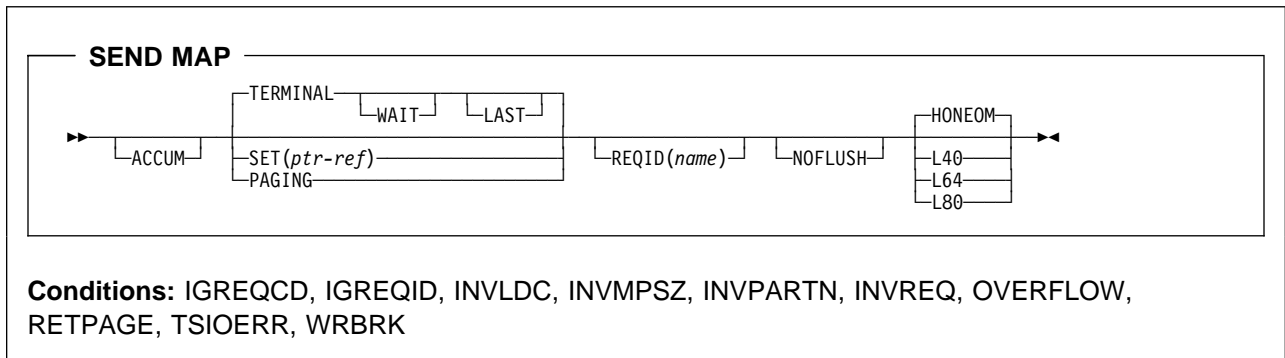 SEND MAP
TERMINAL
WAIT LAST HONEOM
ACCUM SET(ptr-ref) REQID(name) NOFLUSH L40
PAGING L64
L80
Conditions: IGREQCD, IGREQID, INVLDC, INVMPSZ, INVPARTN, INVREQ, OVERFLOW,
RETPAGE, TSIOERR, WRBRK